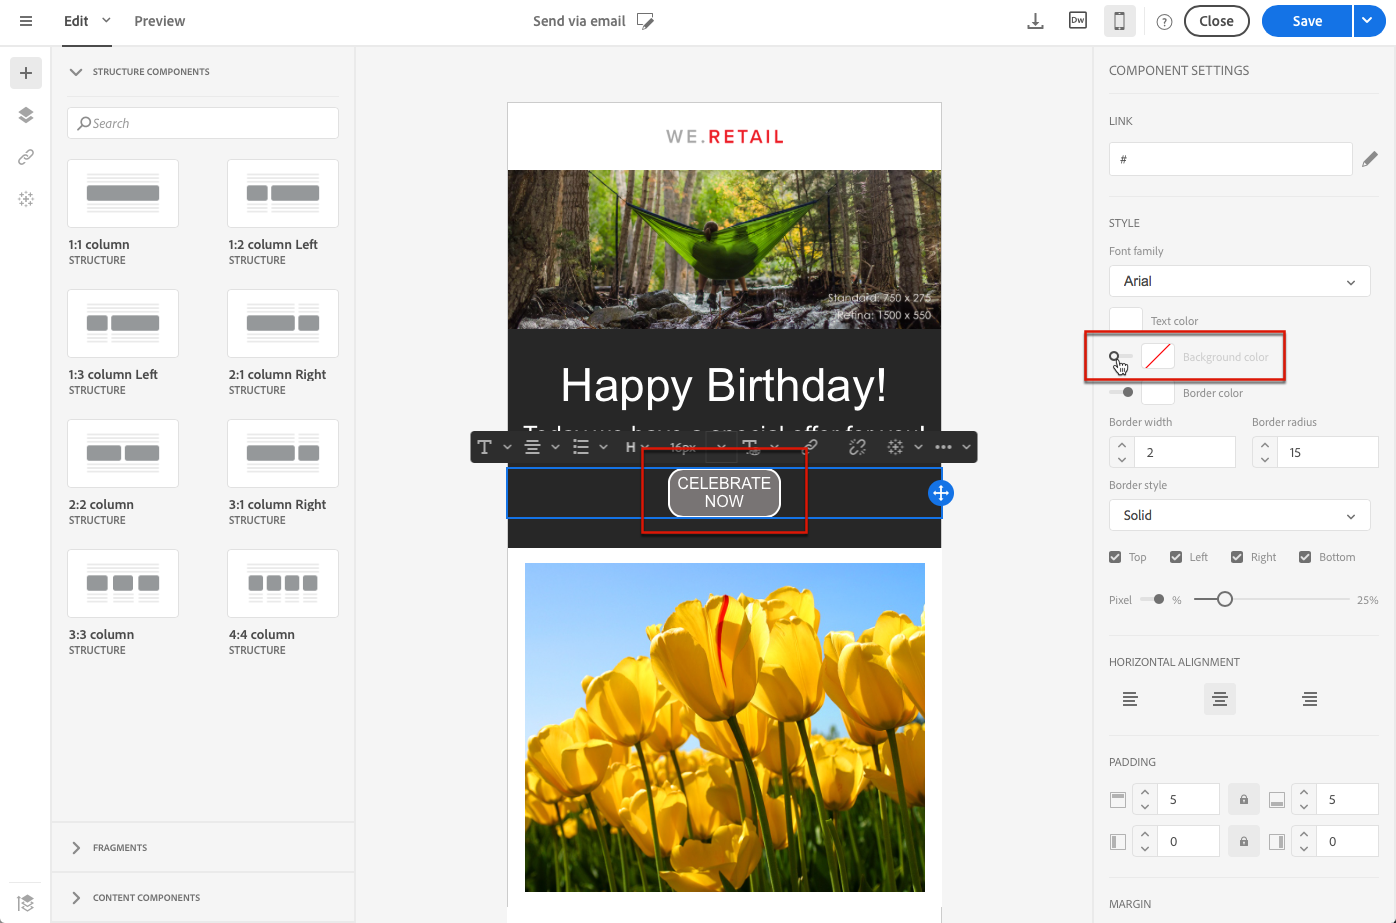 Edit
Preview
Send via email
Dw
?
Close
Save
STRUCTURE COMPONENTS
Search
1:1 column
STRUCTURE
1:2 column Left
STRUCTURE
1:3 column Left
STRUCTURE
2:1 column Right
STRUCTURE
2:2 column
STRUCTURE
3:1 column Right
STRUCTURE
3:3 column
STRUCTURE
4:4 column
STRUCTURE
FRAGMENTS
CONTENT COMPONENTS
WE.RETAIL
Standard: 750 x 275
Retina: 1500 x 550
Happy Birthday!
Today we have a special offer for you!
H
16px
CELEBRATE
NOW
COMPONENT SETTINGS
LINK
#
STYLE
Font family
Arial
Text color
Background color
Border color
Border width
Border radius
2
15
Border style
Solid
Top
Left
Right
Bottom
Pixel
%
25%
HORIZONTAL ALIGNMENT
PADDING
5
5
0
0
MARGIN